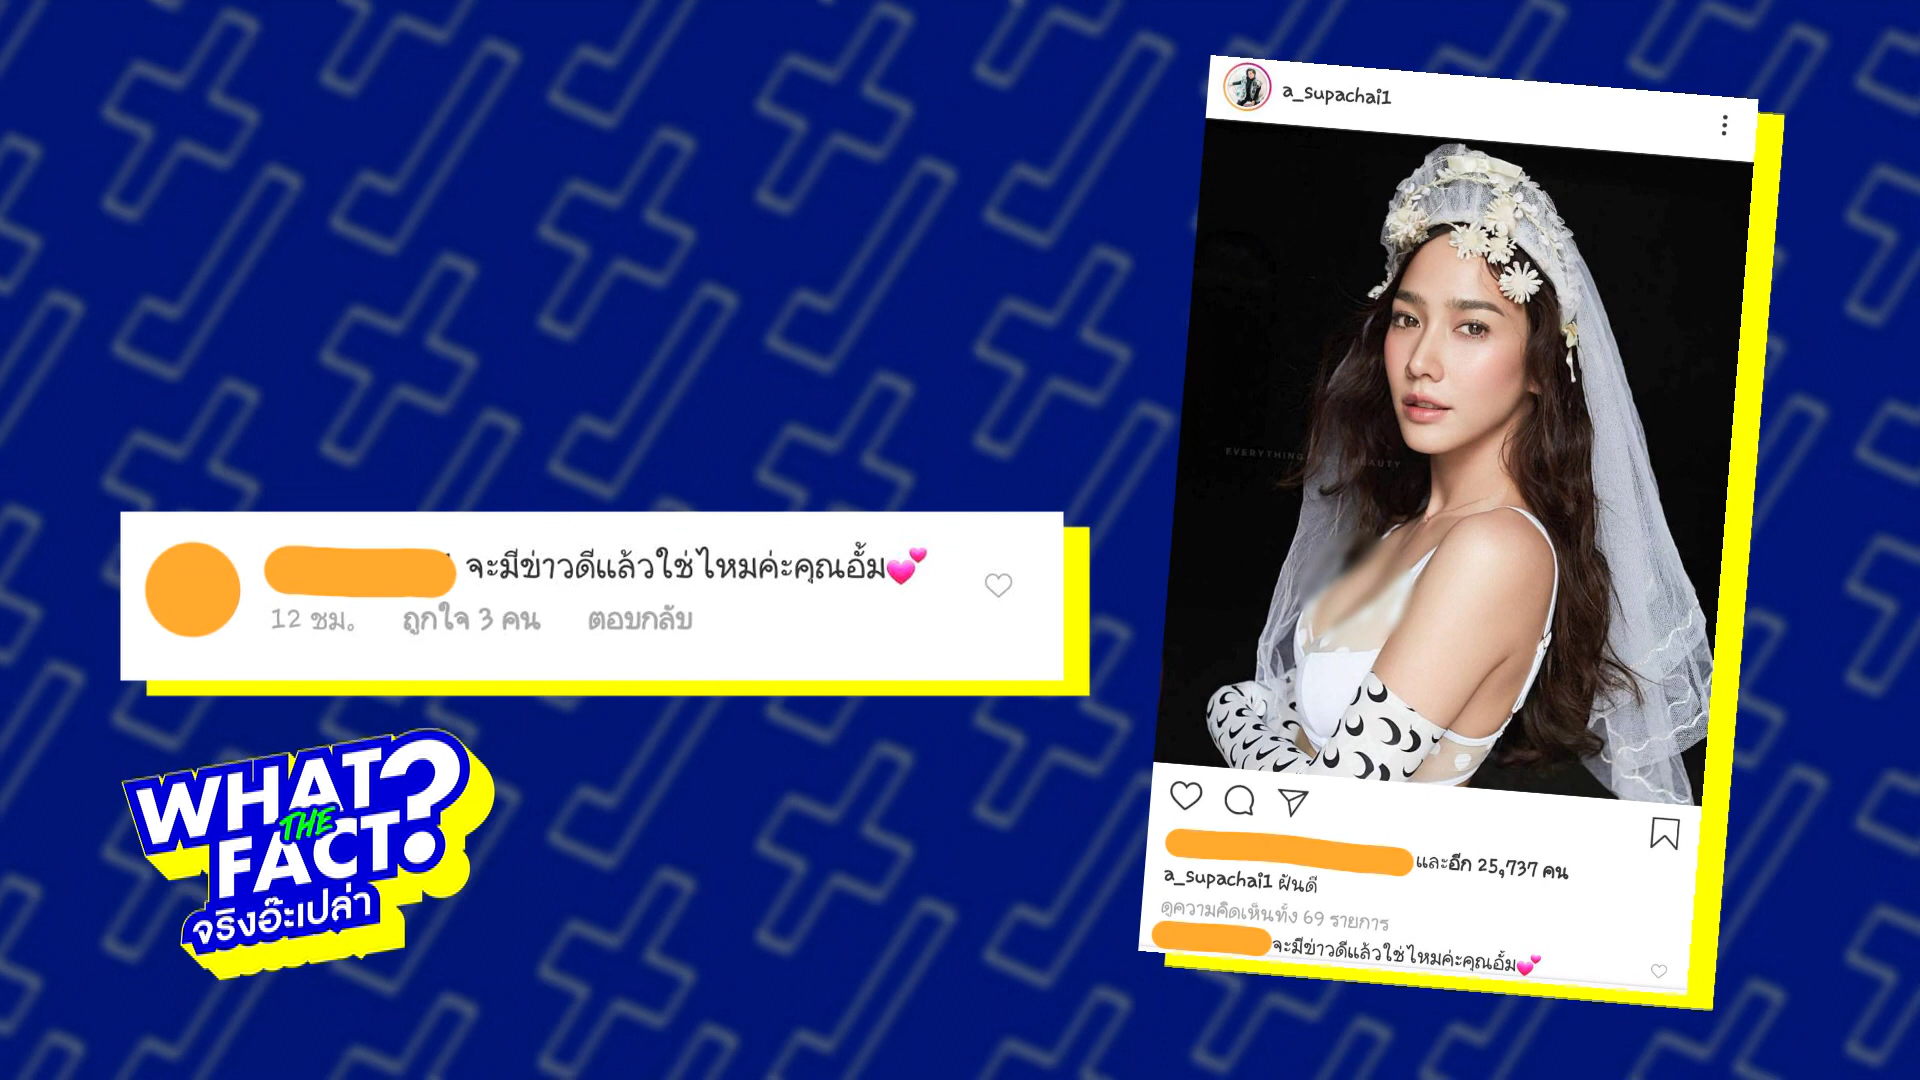 จะมีข่าวดีแล้วใช่ไหมค่ะคุณอั้ม💕
12 ชม. ถูกใจ 3 คน ตอบกลับ
WHAT
THE
FACT?
จริงอ๊ะเปล่า
a_supachai1
EVERYTHING BEAUTY
และอีก 25,737 คน
a_supachai1 ฝันดี
ดูความคิดเห็นทั้ง 69 รายการ
จะมีข่าวดีแล้วใช่ไหมค่ะคุณอั้ม💕